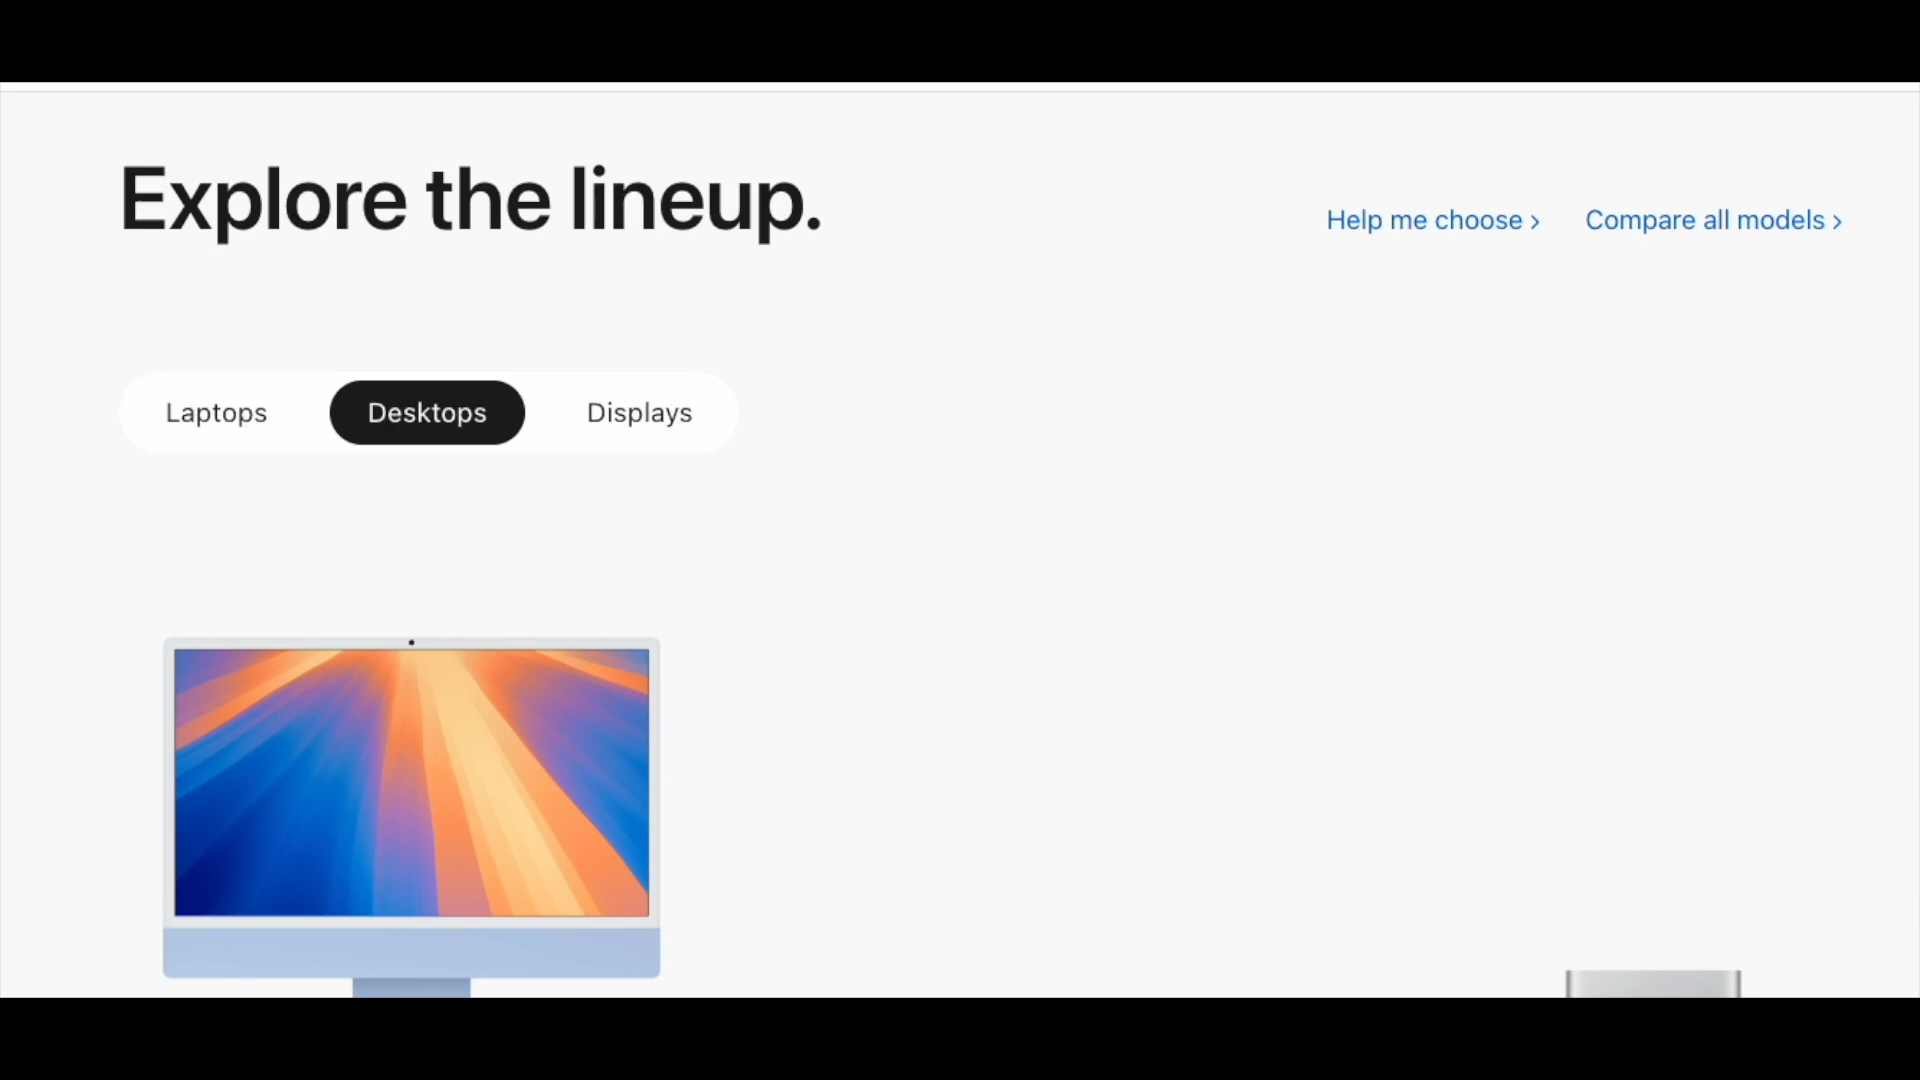 Explore the lineup.
Help me choose >
Compare all models >
Laptops
Desktops
Displays